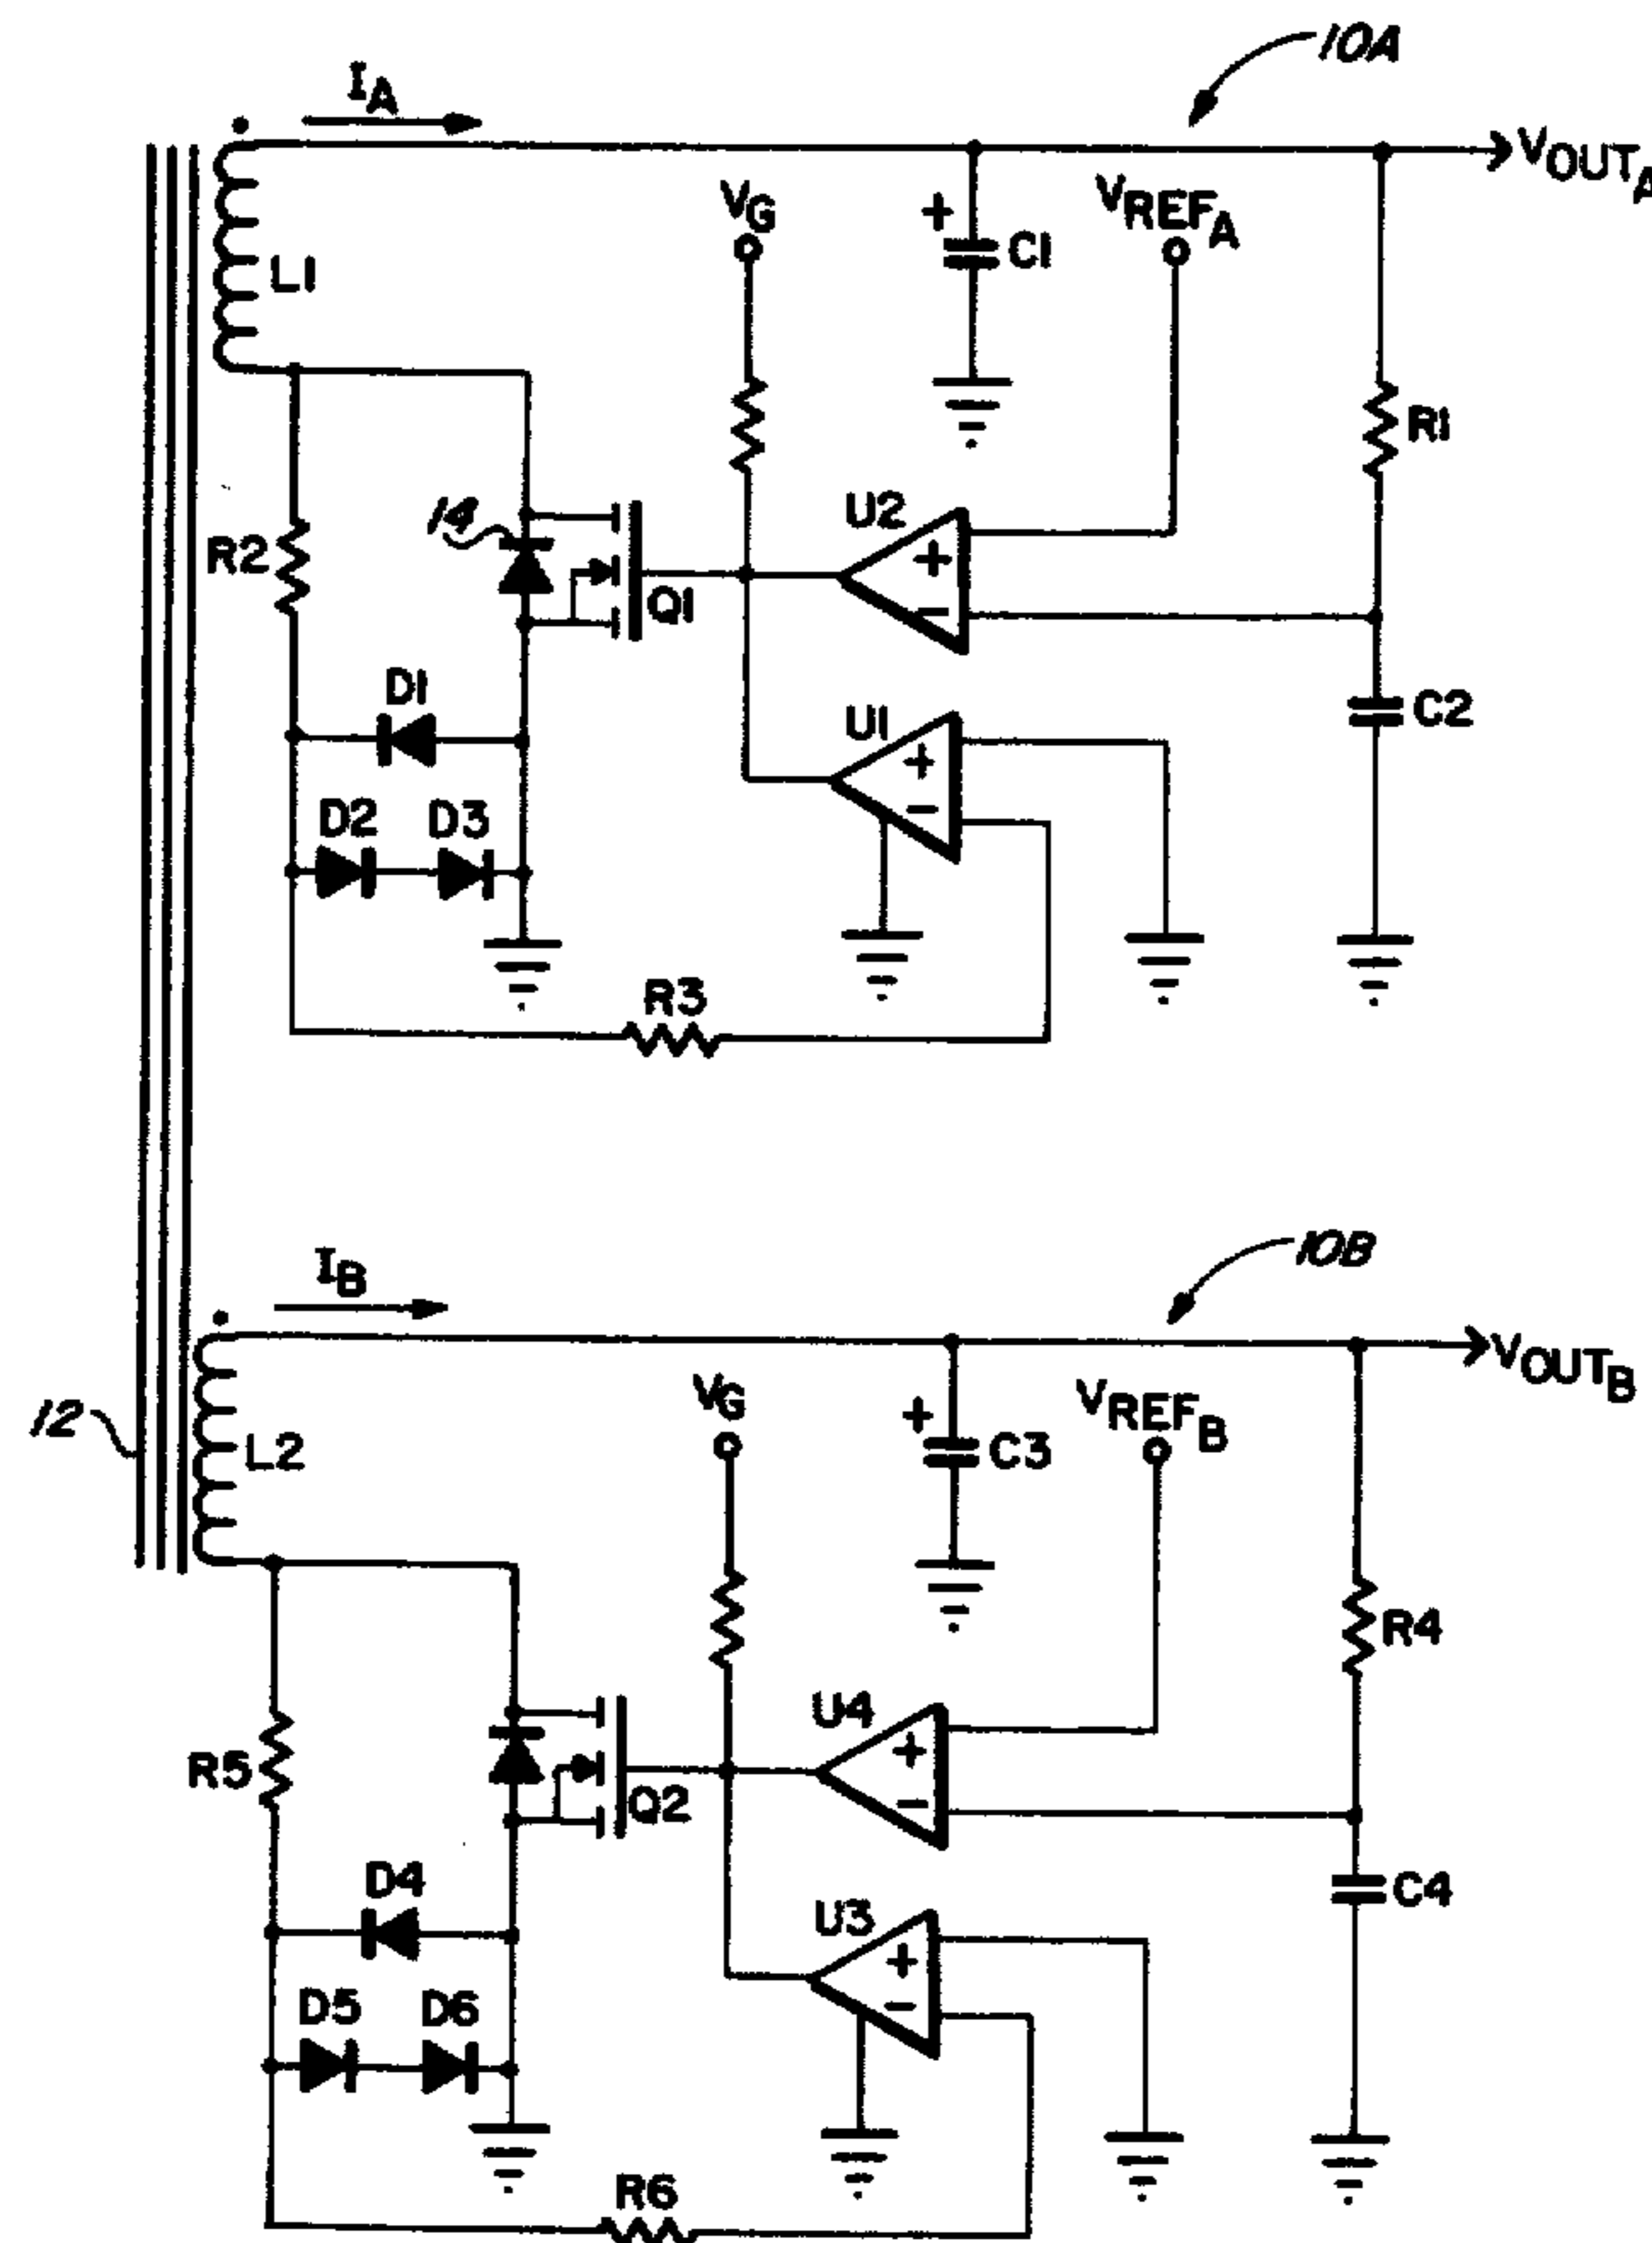 10A
I_A
V_OUT_A
V_G
V_REF_A
+
C1
L1
R1
14
U2
R2
+
Q1
−
D1
U1
C2
+
D2
D3
−
R3
10B
I_B
V_OUT_B
V_G
V_REF_B
12
+
L2
C3
R4
U4
R5
+
Q2
−
D4
C4
U3
+
D5
D6
−
R6